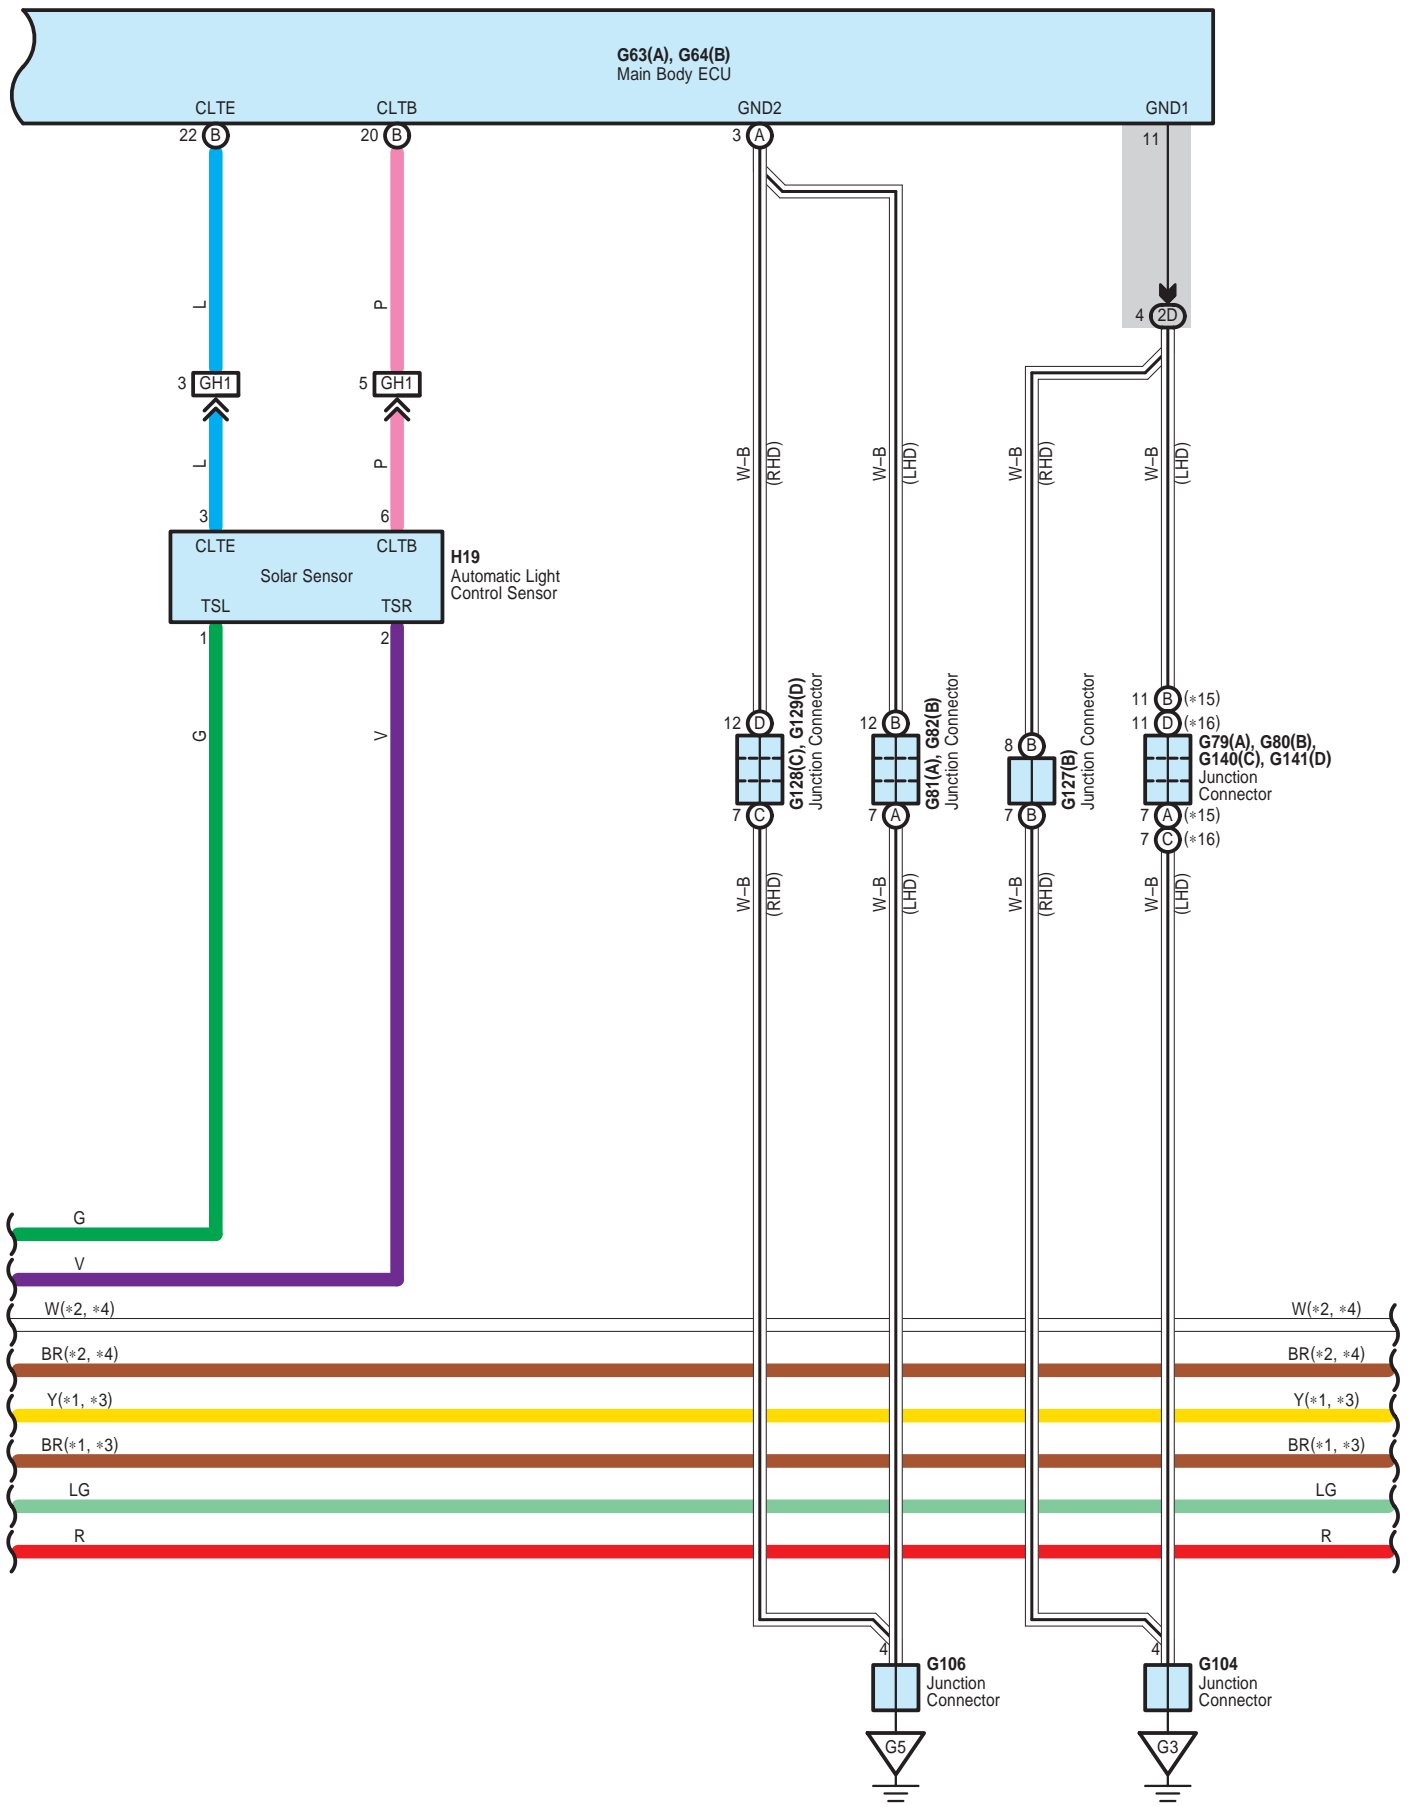 G63(A), G64(B)
Main Body ECU
CLTE
CLTB
GND2
GND1
22 B
20 B
3 A
11
4 2D
L
P
3 GH1
5 GH1
L
P
W–B
(RHD)
W–B
(LHD)
W–B
(RHD)
W–B
(LHD)
3
6
CLTE
CLTB
Solar Sensor
TSL
TSR
H19
Automatic Light
Control Sensor
1
2
G
V
12 D
G128(C), G129(D)
Junction Connector
7 C
12 B
G81(A), G82(B)
Junction Connector
7 A
8 B
G127(B)
Junction Connector
7 B
11 B (∗15)
11 D (∗16)
G79(A), G80(B),
G140(C), G141(D)
Junction
Connector
7 A (∗15)
7 C (∗16)
W–B
(RHD)
W–B
(LHD)
W–B
(RHD)
W–B
(LHD)
G
V
W(∗2, ∗4)
W(∗2, ∗4)
BR(∗2, ∗4)
BR(∗2, ∗4)
Y(∗1, ∗3)
Y(∗1, ∗3)
BR(∗1, ∗3)
BR(∗1, ∗3)
LG
LG
R
R
4
G106
Junction
Connector
G5
4
G104
Junction
Connector
G3